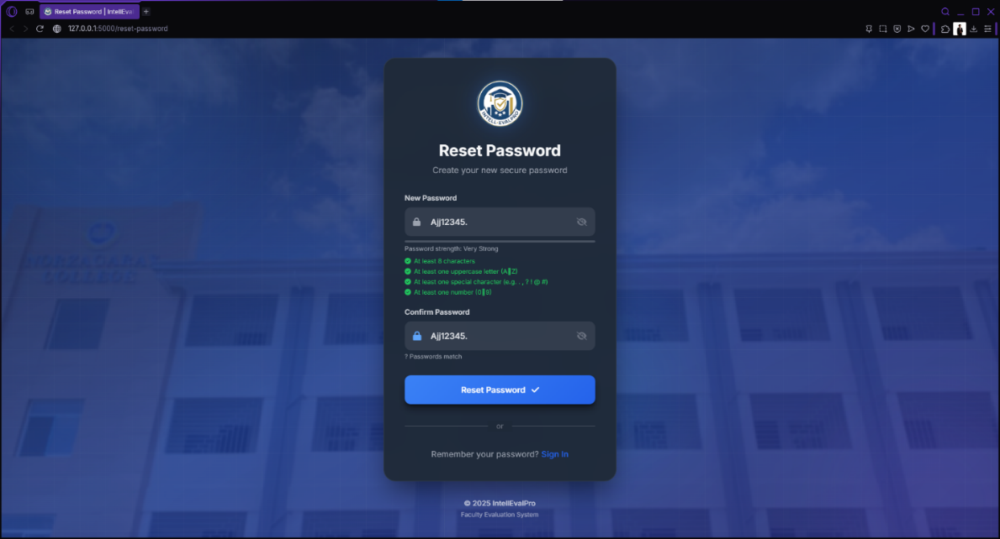 Reset Password | IntellEval
127.0.0.1:5000/reset-password
INTELL-EVALPRO
Reset Password
Create your new secure password
New Password
Ajj12345.
Password strength: Very Strong
At least 8 characters
At least one uppercase letter (A▯Z)
At least one special character (e.g. . , ? ! @ #)
At least one number (0▯9)
Confirm Password
Ajj12345.
? Passwords match
Reset Password
or
Remember your password? Sign In
© 2025 IntellEvalPro
Faculty Evaluation System
COLLEGE